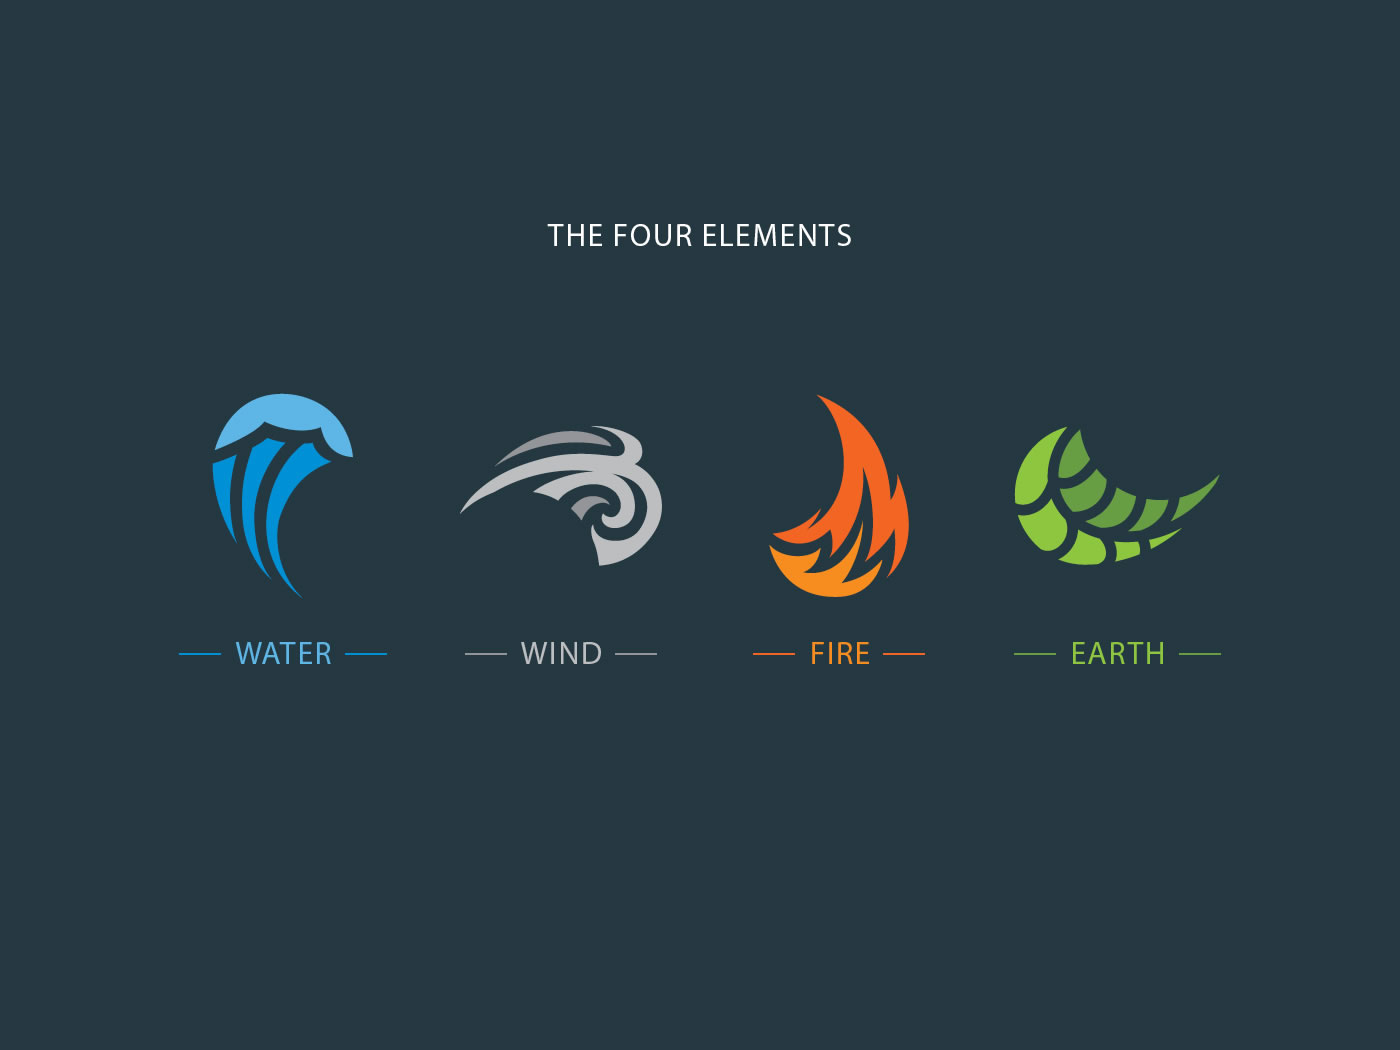 THE FOUR ELEMENTS
WATER
WIND
FIRE
EARTH